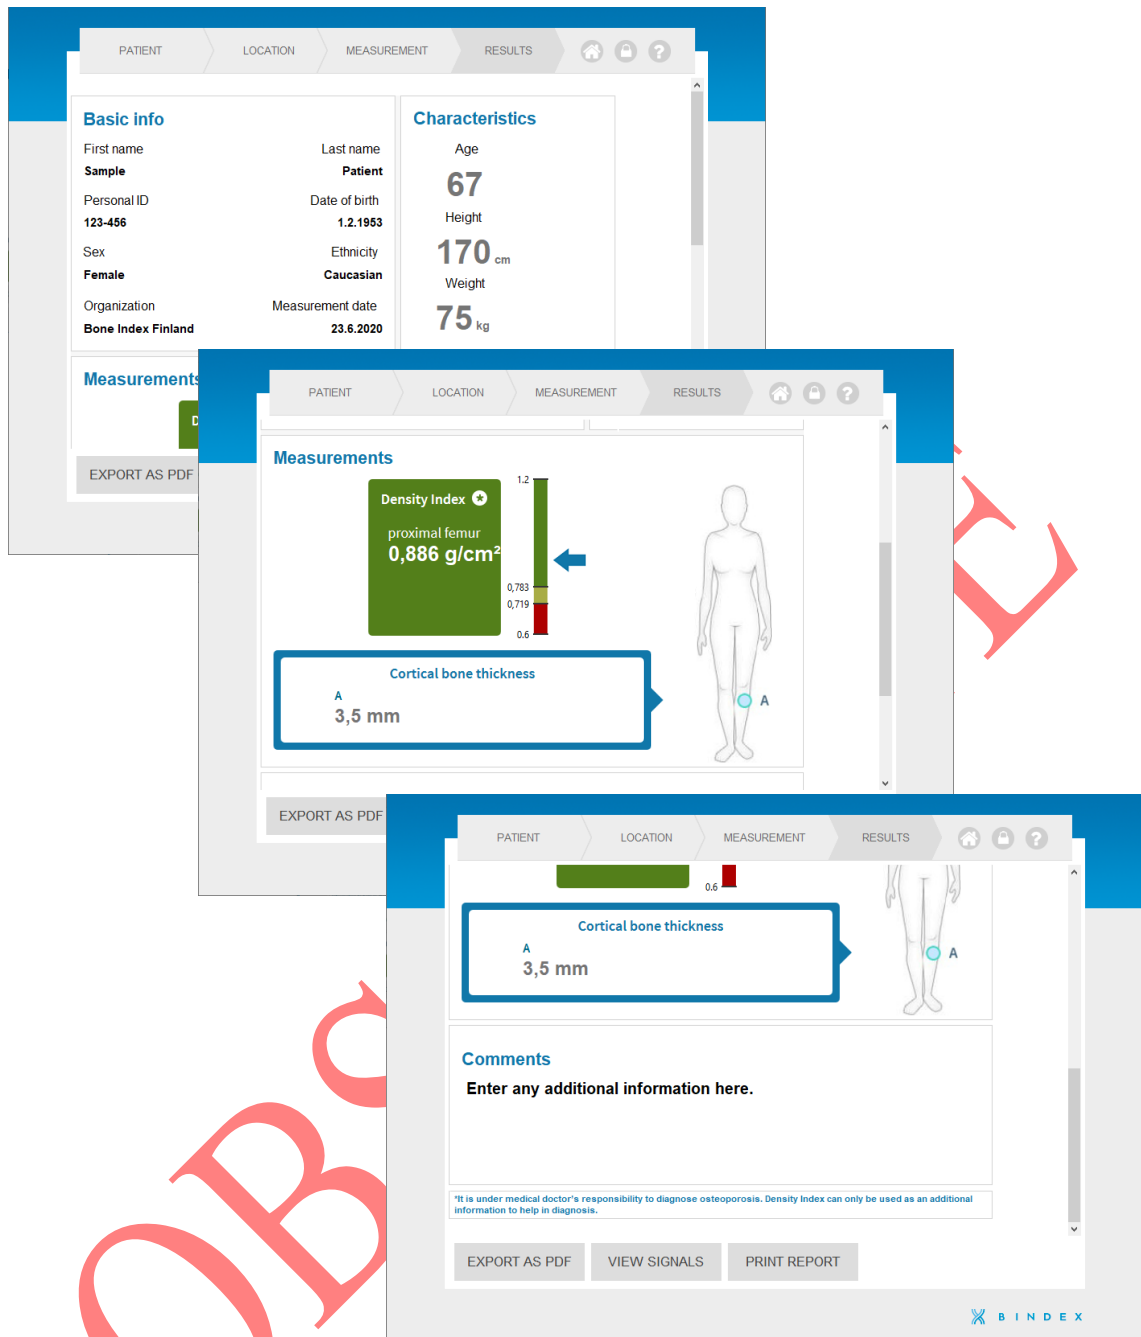 PATIENT LOCATION MEASUREMENT RESULTS ?
Basic info
First name Last name
Sample Patient
Personal ID Date of birth
123-456 1.2.1953
Sex Ethnicity
Female Caucasian
Organization Measurement date
Bone Index Finland 23.6.2020
Characteristics
Age
67
Height
170 cm
Weight
75 kg
Measurements
D
EXPORT AS PDF
PATIENT LOCATION MEASUREMENT RESULTS ?
Measurements
Density Index
proximal femur
0,886 g/cm²
1.2
0,783
0,719
0.6
Cortical bone thickness
A
3,5 mm
A
EXPORT AS PDF
PATIENT LOCATION MEASUREMENT RESULTS ?
0.6
Cortical bone thickness
A
3,5 mm
A
Comments
Enter any additional information here.
*It is under medical doctor's responsibility to diagnose osteoporosis. Density Index can only be used as an additional
information to help in diagnosis.
EXPORT AS PDF VIEW SIGNALS PRINT REPORT
BINDEX